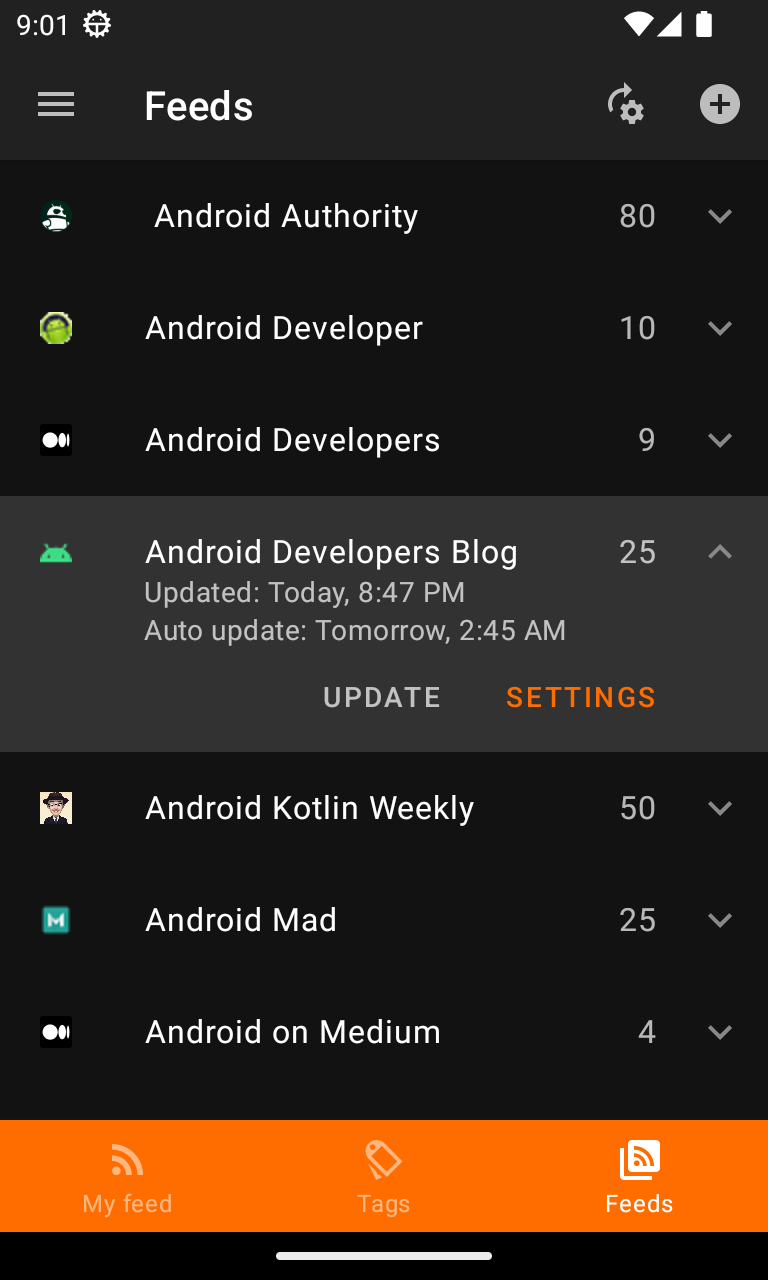 9:01
Feeds
Android Authority 80
Android Developer 10
Android Developers 9
Android Developers Blog 25
Updated: Today, 8:47 PM
Auto update: Tomorrow, 2:45 AM
UPDATE SETTINGS
Android Kotlin Weekly 50
Android Mad 25
Android on Medium 4
My feed Tags Feeds